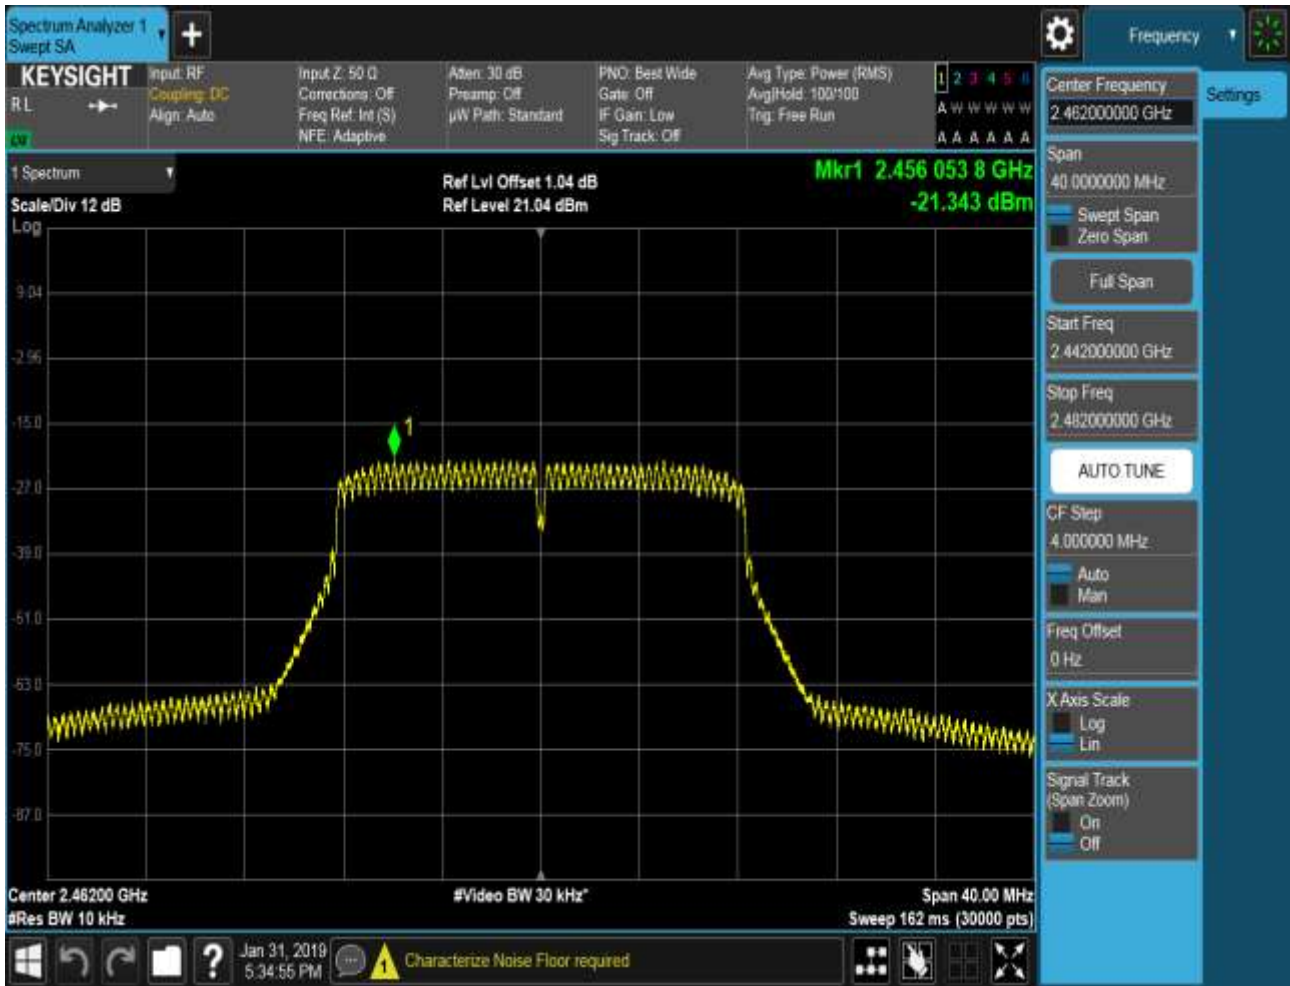 Spectrum Analyzer 1
Swept SA
Frequency
KEYSIGHT
RL
Input: RF
Coupling: DC
Align: Auto
Input Z: 50 Ω
Corrections: Off
Freq Ref: Int (S)
NFE: Adaptive
Atten: 30 dB
Preamp: Off
µW Path: Standard
PNO: Best Wide
Gate: Off
IF Gain: Low
Sig Track: Off
Avg Type: Power (RMS)
Avg|Hold: 100/100
Trig: Free Run
1 2 3 4 5 6
A W W W W W
A A A A A A
Center Frequency
2.462000000 GHz
Settings
Span
40.0000000 MHz
Swept Span
Zero Span
Full Span
Start Freq
2.442000000 GHz
Stop Freq
2.482000000 GHz
AUTO TUNE
CF Step
4.000000 MHz
Auto
Man
Freq Offset
0 Hz
X Axis Scale
Log
Lin
Signal Track
(Span Zoom)
On
Off
1 Spectrum
Scale/Div 12 dB
Ref Lvl Offset 1.04 dB
Ref Level 21.04 dBm
Mkr1 2.456 053 8 GHz
-21.343 dBm
Log
9.04
-2.96
-15.0
-27.0
-39.0
-51.0
-63.0
-75.0
-87.0
1
Center 2.46200 GHz
#Res BW 10 kHz
#Video BW 30 kHz*
Span 40.00 MHz
Sweep 162 ms (30000 pts)
?
Jan 31, 2019
5:34:55 PM
1
Characterize Noise Floor required